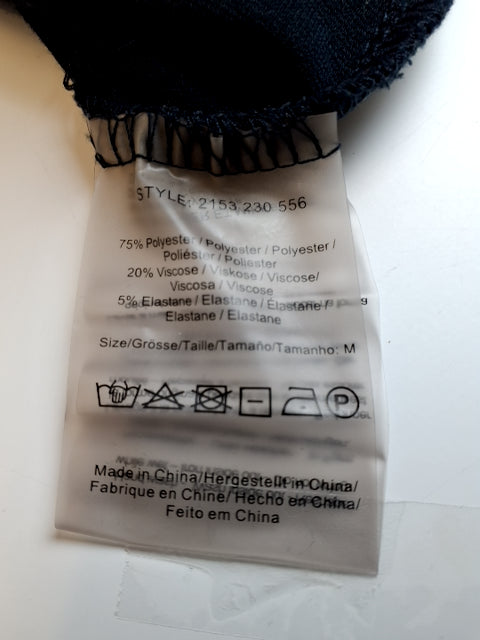 STYLE: 2153 230 556
75% Polyester / Polyester / Polyester /
Poliéster / Poliester
20% Viscose / Viskose / Viscose/
Viscosa / Viscose
5% Elastane / Elastane / Élastane /
Elastane / Elastane
Size/Grösse/Taille/Tamaño/Tamanho: M
P
Made in China/Hergestellt in China/
Fabrique en Chine/ Hecho en China/
Feito em China